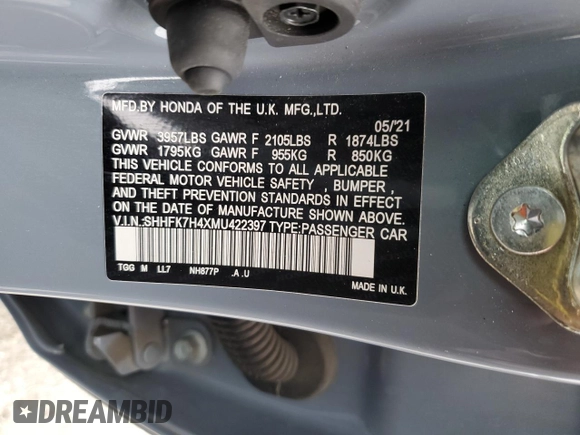 MFD.BY HONDA OF THE U.K. MFG.,LTD.
05/'21
GVWR 3957LBS GAWR F 2105LBS R 1874LBS
GVWR 1795KG GAWR F 955KG R 850KG
THIS VEHICLE CONFORMS TO ALL APPLICABLE
FEDERAL MOTOR VEHICLE SAFETY , BUMPER ,
AND THEFT PREVENTION STANDARDS IN EFFECT
ON THE DATE OF MANUFACTURE SHOWN ABOVE.
V.I.N.:SHHFK7H4XMU422397 TYPE:PASSENGER CAR
TGG M LL7 NH877P .A .U
MADE IN U.K.
DREAMBID